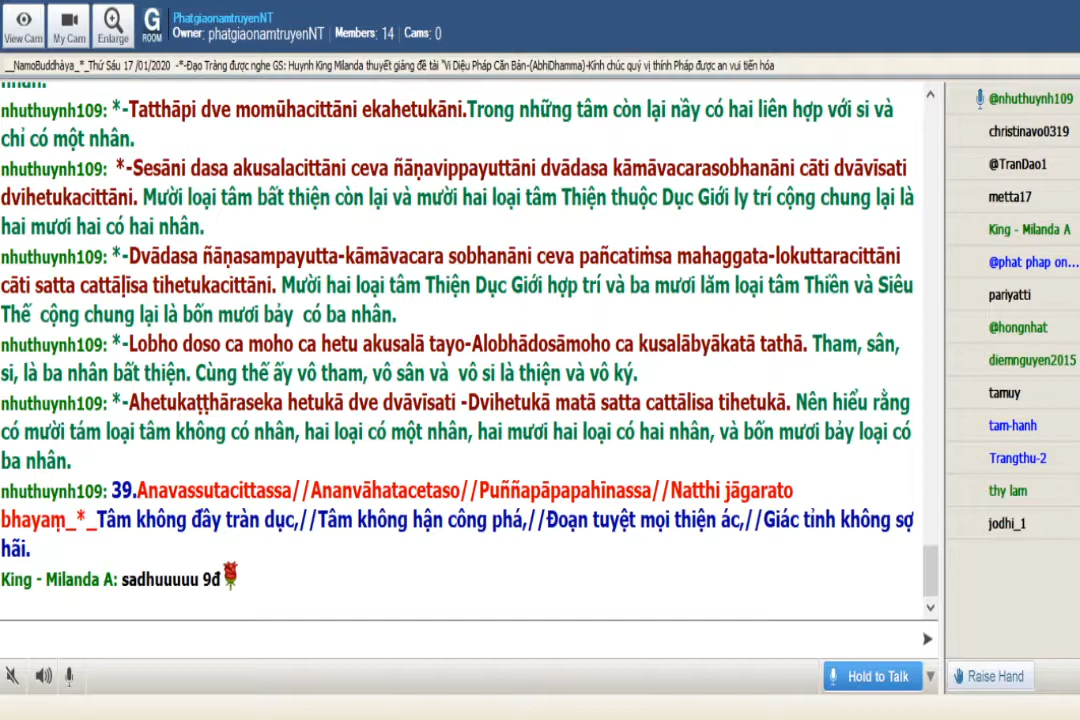 PhatgiaonamtruyenNT
Owner: phatgiaonamtruyenNT | Members: 14 | Cams: 0
View Cam
My Cam
Enlarge
G
ROOM
__NamoBuddhàya_*_Thứ Sáu 17 /01/2020 -*-Đạo Tràng được nghe GS: Huynh King Milanda thuyết giảng đề tài "Vi Diệu Pháp Căn Bản-(AbhiDhamma)-Kính chúc quý vị thính Pháp được an vui tiến hóa
nhuthuynh109: *-Tatthāpi dve momūhacittāni ekahetukāni.Trong những tâm còn lại nầy có hai liên hợp với si và
chỉ có một nhân.
nhuthuynh109: *-Sesāni dasa akusalacittāni ceva ñāṇavippayuttāni dvādasa kāmāvacarasobhanāni cāti dvāvīsati
dvihetukacittāni. Mười loại tâm bất thiện còn lại và mười hai loại tâm Thiện thuộc Dục Giới ly trí cộng chung lại là
hai mươi hai có hai nhân.
nhuthuynh109: *-Dvādasa ñāṇasampayutta-kāmāvacara sobhanāni ceva pañcatiṁsa mahaggata-lokuttaracittāni
cāti satta cattāḷīsa tihetukacittāni. Mười hai loại tâm Thiện Dục Giới hợp trí và ba mươi lăm loại tâm Thiền và Siêu
Thế cộng chung lại là bốn mươi bảy có ba nhân.
nhuthuynh109: *-Lobho doso ca moho ca hetu akusalā tayo-Alobhādosāmoho ca kusalābyākatā tathā. Tham, sân,
si, là ba nhân bất thiện. Cùng thế ấy vô tham, vô sân và vô si là thiện và vô ký.
nhuthuynh109: *-Ahetukaṭṭhāraseka hetukā dve dvāvīsati -Dvihetukā matā satta cattālisa tihetukā. Nên hiểu rằng
có mười tám loại tâm không có nhân, hai loại có một nhân, hai mươi hai loại có hai nhân, và bốn mươi bảy loại có
ba nhân.
nhuthuynh109: 39.Anavassutacittassa//Ananvāhatacetaso//Puññapāpapahīnassa//Natthi jāgarato
bhayaṃ_*_Tâm không đầy tràn dục,//Tâm không hận công phá,//Đoạn tuyệt mọi thiện ác,//Giác tỉnh không sợ
hãi.
King - Milanda A: sadhuuuuu 9đ
@nhuthuynh109
christinavo0319
@TranDao1
metta17
King - Milanda A
@phat phap on...
pariyatti
@hongnhat
diemnguyen2015
tamuy
tam-hanh
Trangthu-2
thy lam
jodhi_1
Hold to Talk
Raise Hand